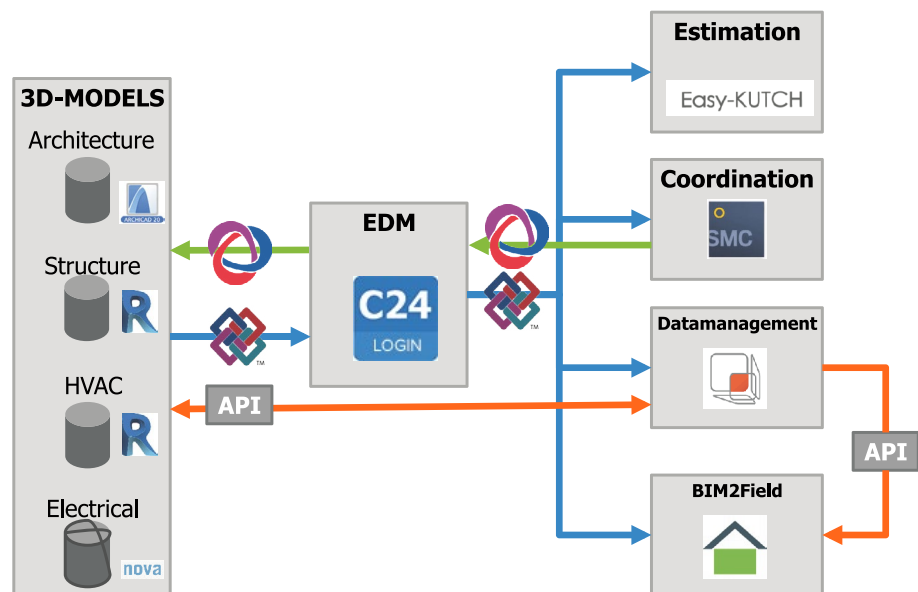 3D-MODELS
Architecture
ARCHICAD 20
Structure
R
HVAC
R
Electrical
nova
EDM
C24
LOGIN
TM
TM
API
Estimation
Easy-KUTCH
Coordination
SMC
Datamanagement
API
BIM2Field